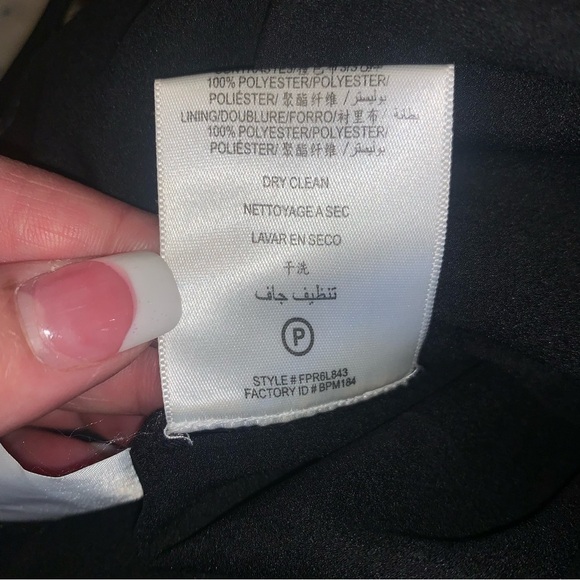 100% POLYESTER/POLYESTER/
POLIÉSTER/ 聚酯纤维 / بوليستر/
LINING/DOUBLURE/FORRO/衬里布/ بطانة/
100% POLYESTER/POLYESTER/
POLIÉSTER/ 聚酯纤维 / بوليستر/
DRY CLEAN
NETTOYAGE A SEC
LAVAR EN SECO
干洗
تنظيف جاف
P
STYLE # FPR6L843
FACTORY ID # BPM184